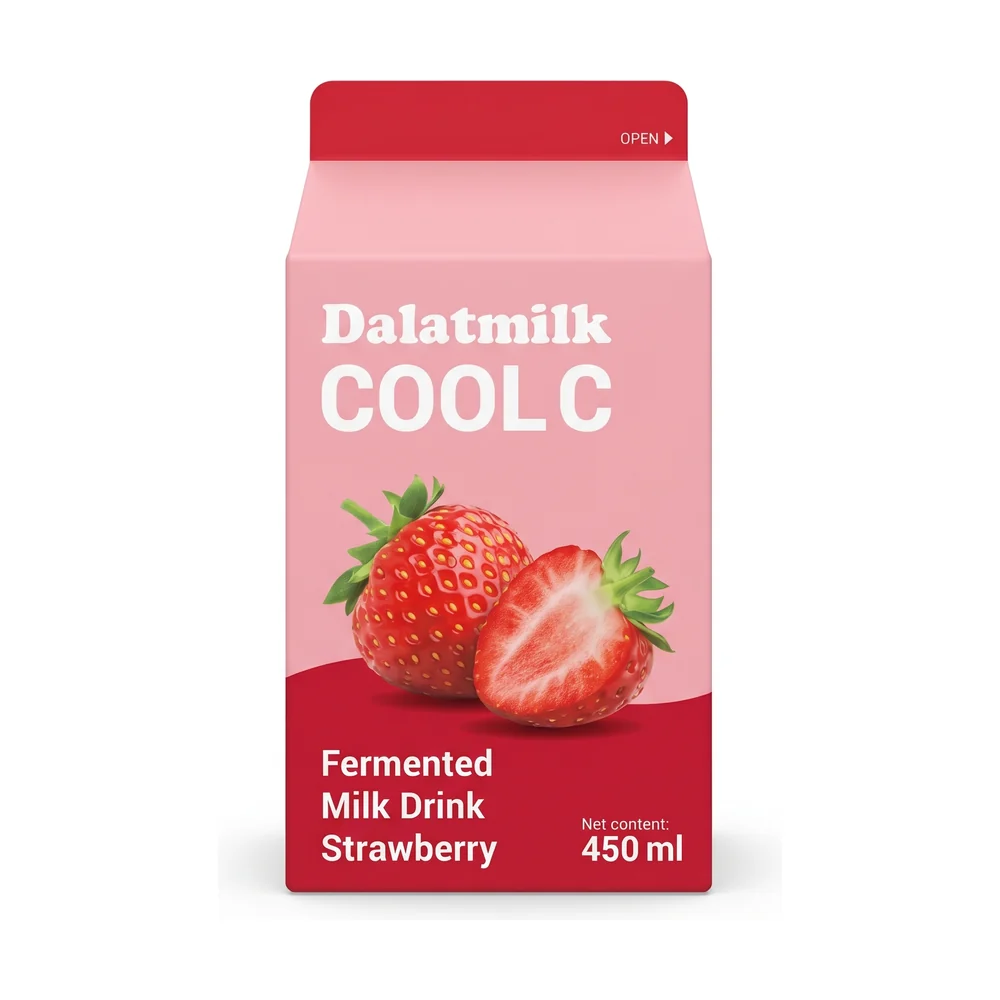 OPEN
Dalatmilk
COOL C
Fermented
Milk Drink
Strawberry
Net content:
450 ml